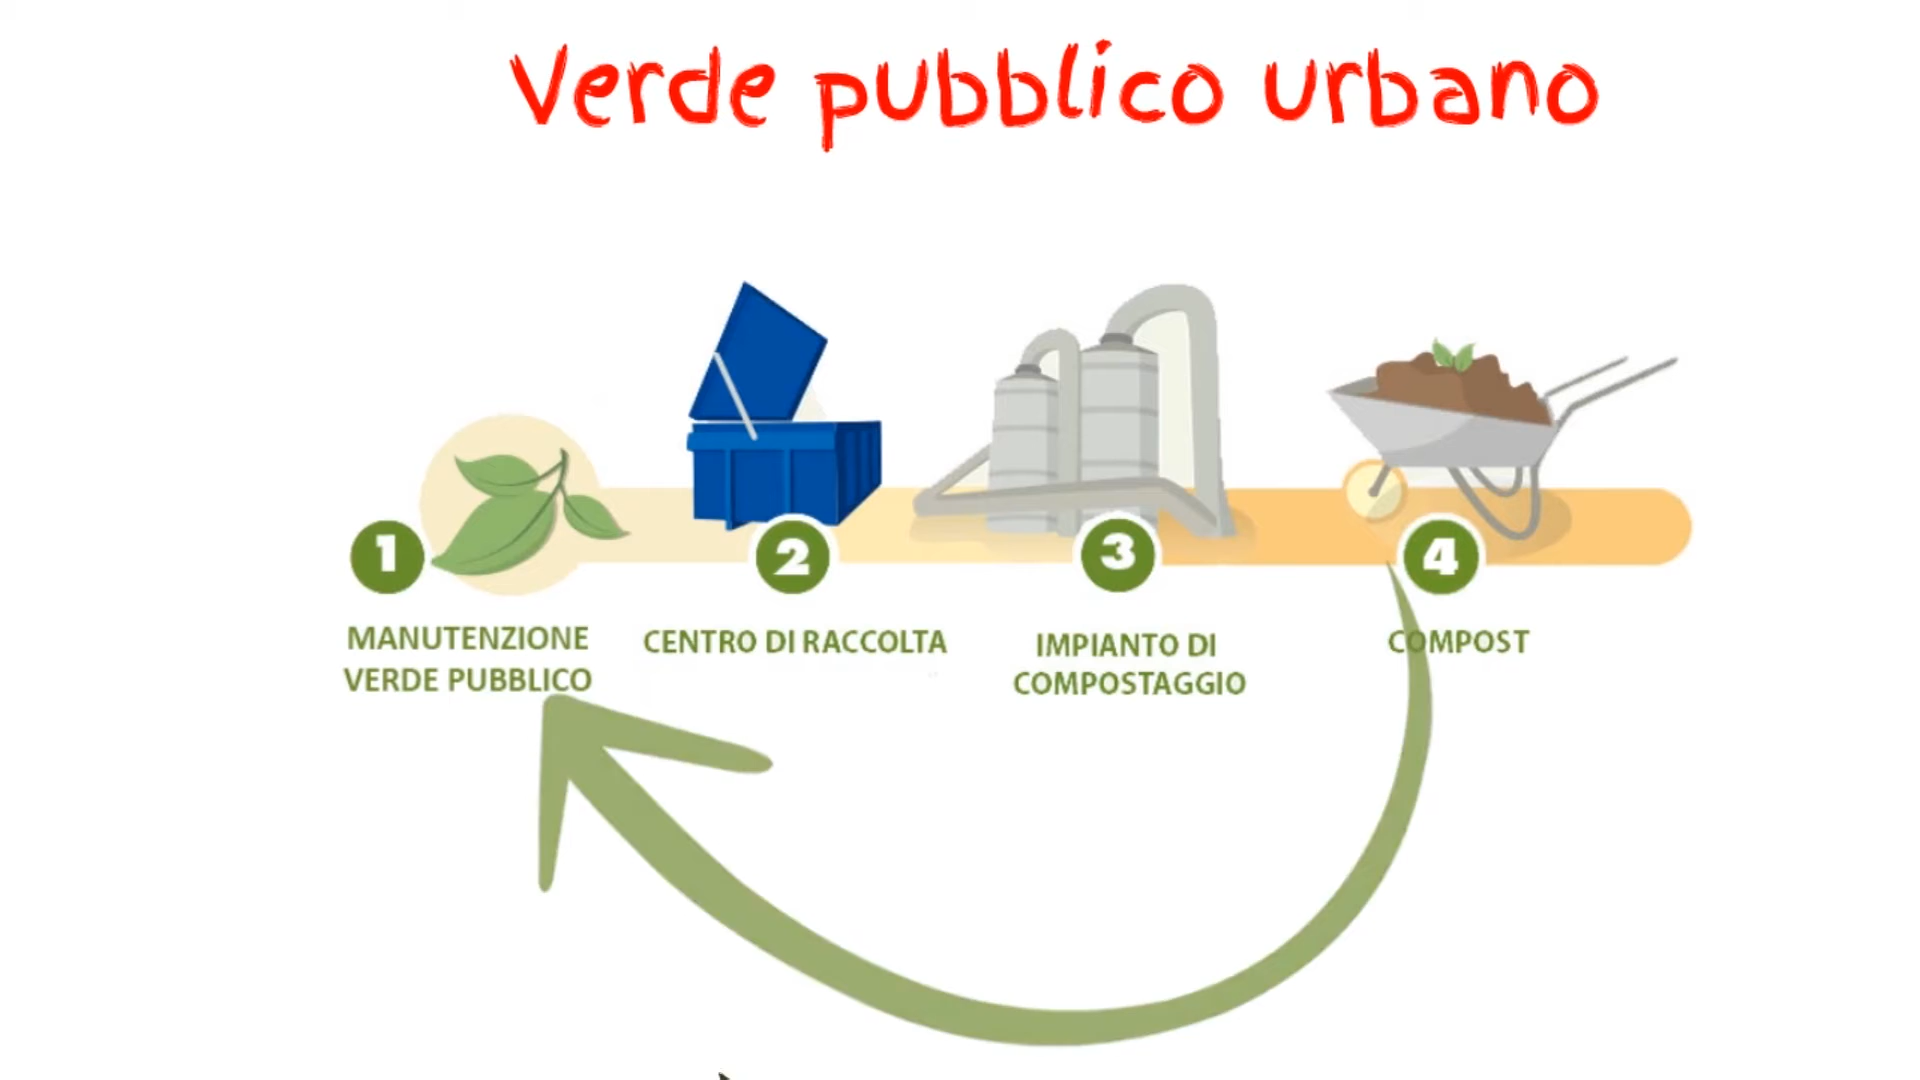 Verde pubblico urbano
1
MANUTENZIONE
VERDE PUBBLICO
2
CENTRO DI RACCOLTA
3
IMPIANTO DI
COMPOSTAGGIO
4
COMPOST